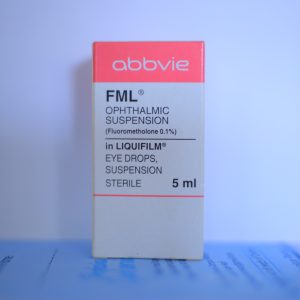 abbvie
FML®
OPHTHALMIC
SUSPENSION
(Fluorometholone 0.1%)
in LIQUIFILM®
EYE DROPS,
SUSPENSION
STERILE 5 ml